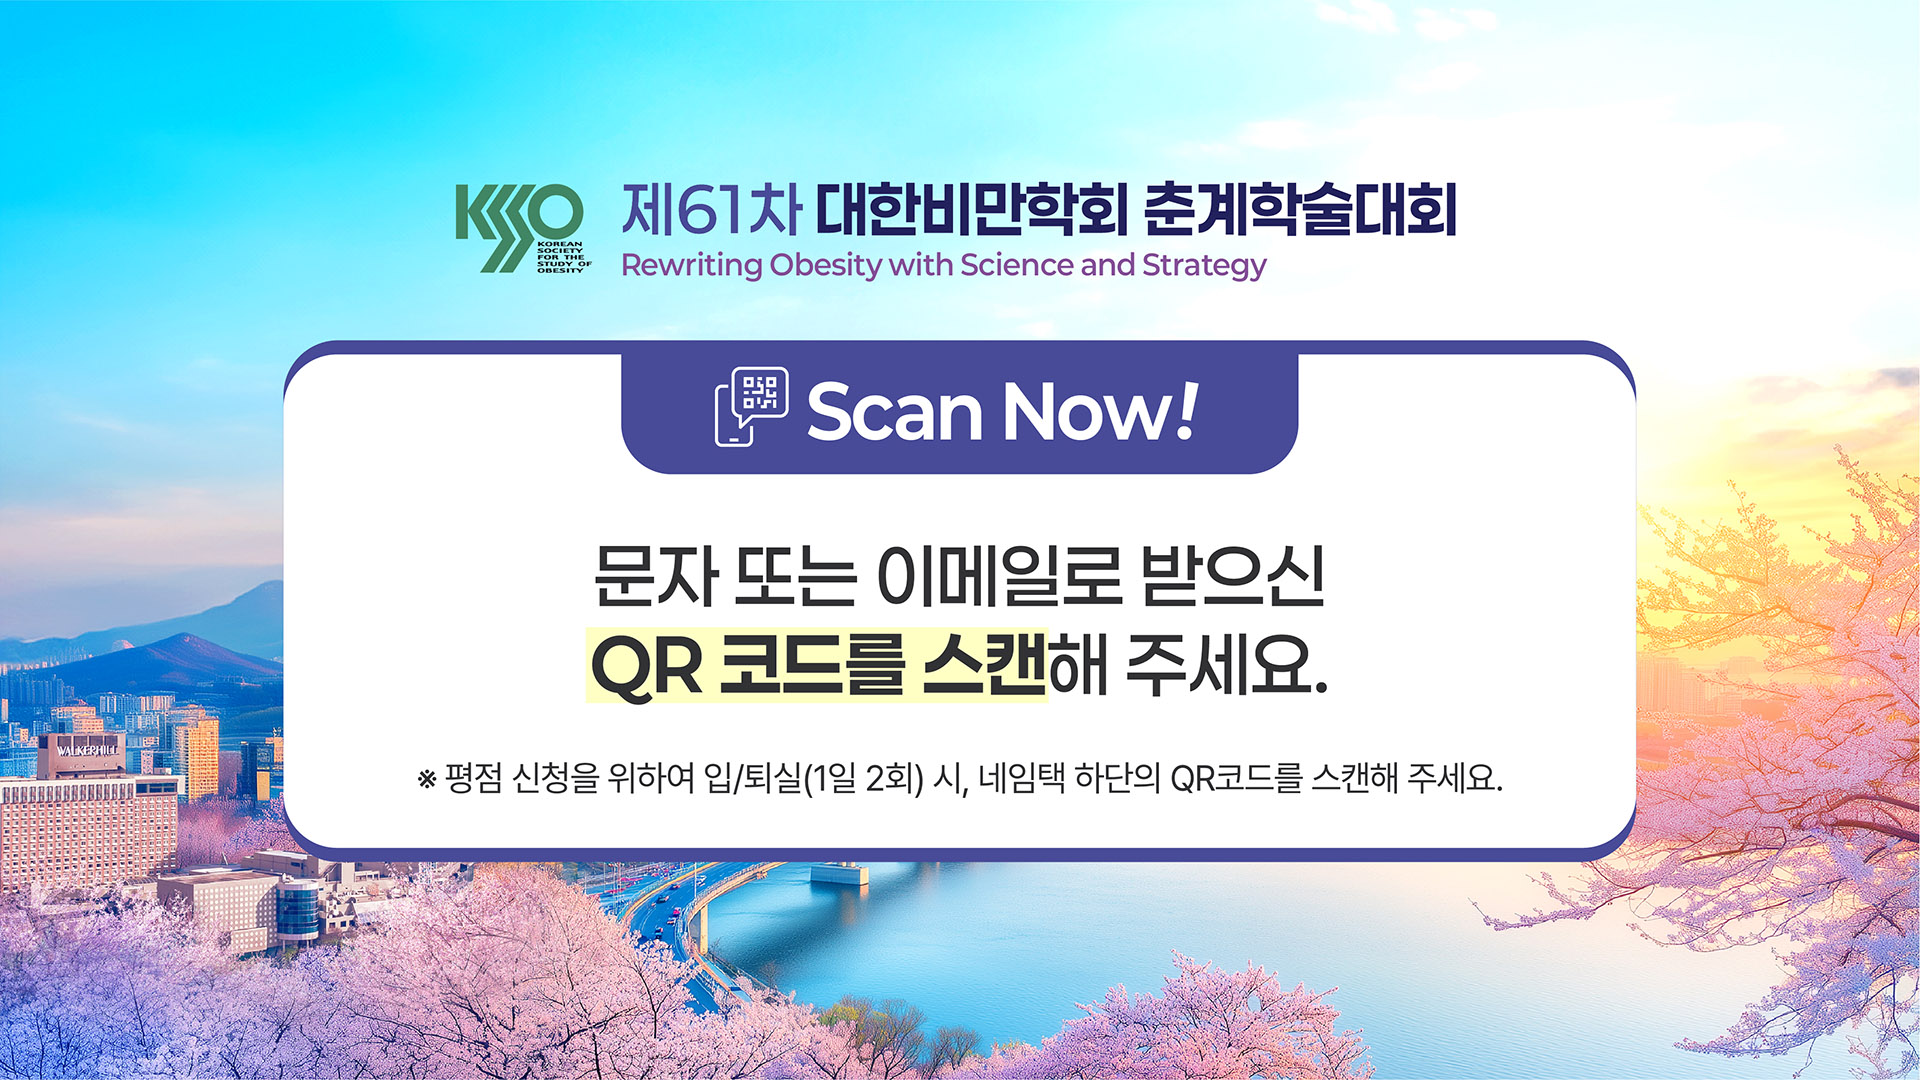 KSSO
KOREAN
SOCIETY
FOR THE
STUDY OF
OBESITY
제61차 대한비만학회 춘계학술대회
Rewriting Obesity with Science and Strategy
Scan Now!
문자 또는 이메일로 받으신
QR 코드를 스캔해 주세요.
※ 평점 신청을 위하여 입/퇴실(1일 2회) 시, 네임택 하단의 QR코드를 스캔해 주세요.
WALKERHILL